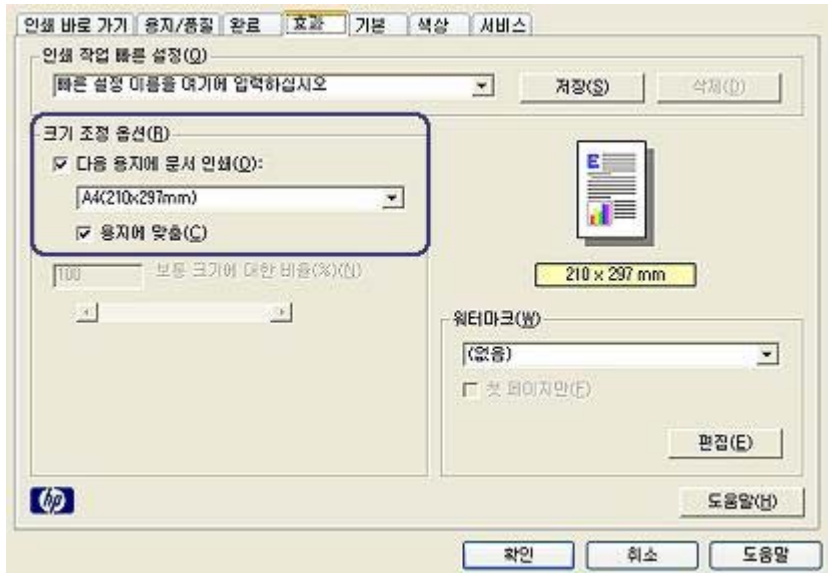 인쇄 바로 가기 용지/품질 완료 효과 기본 색상 서비스
인쇄 작업 빠른 설정(Q)
빠른 설정 이름을 여기에 입력하십시오
저장(S)
삭제(D)
크기 조정 옵션(R)
다음 용지에 문서 인쇄(O):
A4(210x297mm)
용지에 맞춤(C)
100 보통 크기에 대한 비율(%)(N)
E
210 × 297 mm
워터마크(W)
(없음)
첫 페이지만(F)
편집(E)
hp
도움말(H)
확인 취소 도움말